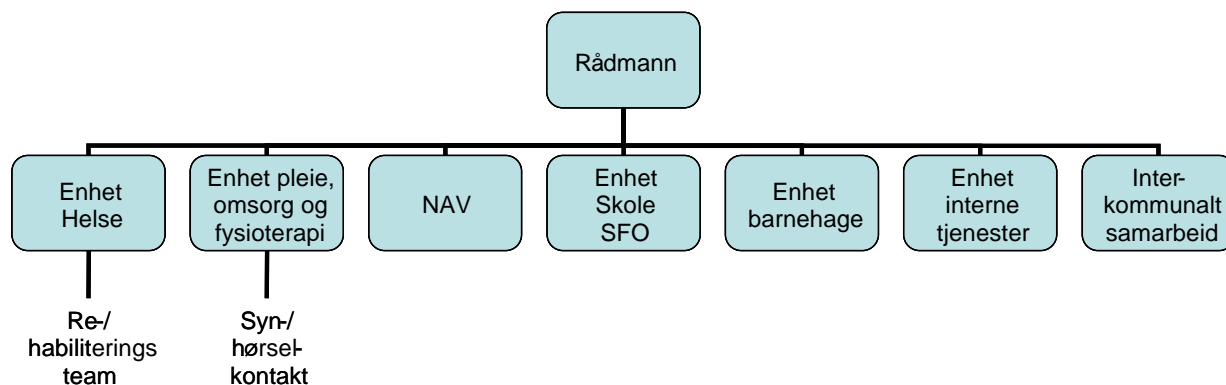 Rådmann
Enhet
Helse
Enhet pleie,
omsorg og
fysioterapi
NAV
Enhet
Skole
SFO
Enhet
barnehage
Enhet
interne
tjenester
Inter-
kommunalt
samarbeid
Re-/
habiliterings
team
Syn-/
hørsel-
kontakt